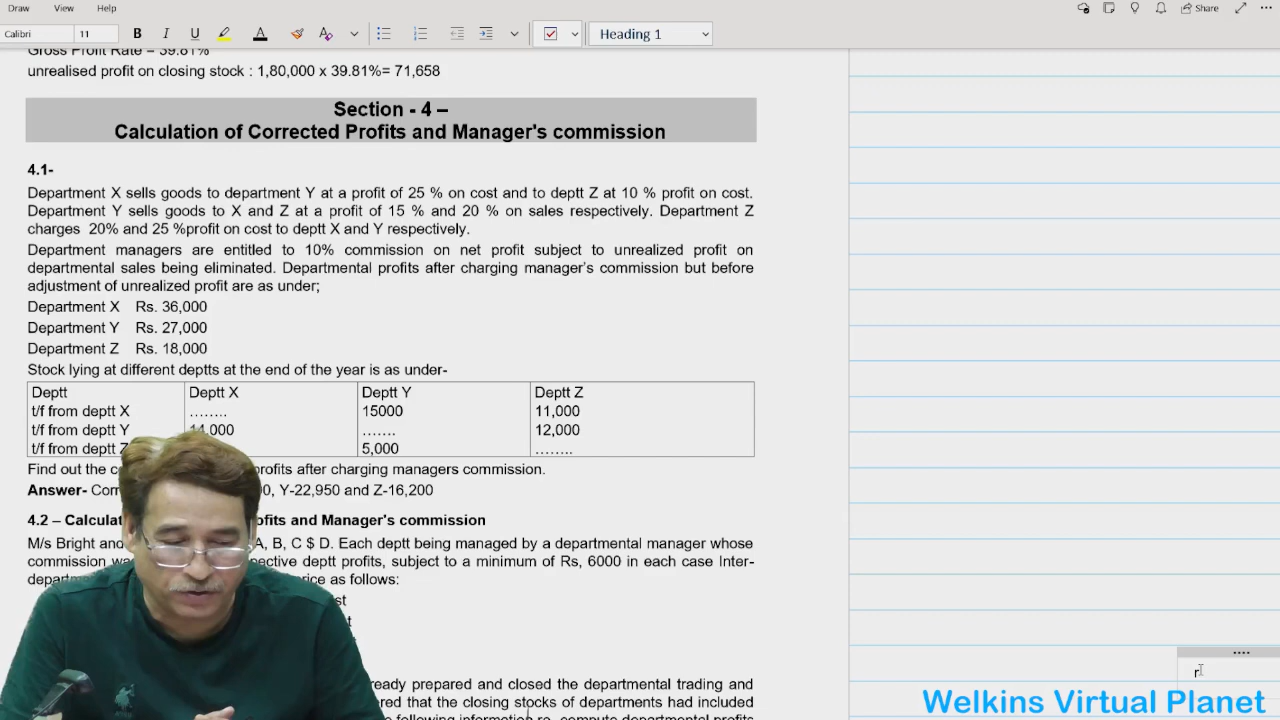 Draw View Help
Share
Calibri 11 B I U A A Heading 1
Gross Profit Rate = 39.81%
unrealised profit on closing stock : 1,80,000 x 39.81%= 71,658
Section - 4 –
Calculation of Corrected Profits and Manager's commission
4.1-
Department X sells goods to department Y at a profit of 25 % on cost and to deptt Z at 10 % profit on cost.
Department Y sells goods to X and Z at a profit of 15 % and 20 % on sales respectively. Department Z
charges 20% and 25 %profit on cost to deptt X and Y respectively.
Department managers are entitled to 10% commission on net profit subject to unrealized profit on
departmental sales being eliminated. Departmental profits after charging manager's commission but before
adjustment of unrealized profit are as under;
Department X Rs. 36,000
Department Y Rs. 27,000
Department Z Rs. 18,000
Stock lying at different deptts at the end of the year is as under-
Deptt Deptt X Deptt Y Deptt Z
t/f from deptt X ........ 15000 11,000
t/f from deptt Y 14,000 ....... 12,000
t/f from deptt Z 5,000 ........
Find out the profits after charging managers commission.
Answer- Y-22,950 and Z-16,200
4.2 – and Manager's commission
M/s Bright and A, B, C $ D. Each deptt being managed by a departmental manager whose
commission deptt profits, subject to a minimum of Rs, 6000 in each case Inter-
as follows:
prepared and closed the departmental trading and
that the closing stocks of departments had included
following information re- compute departmental profits
r
Welkins Virtual Planet